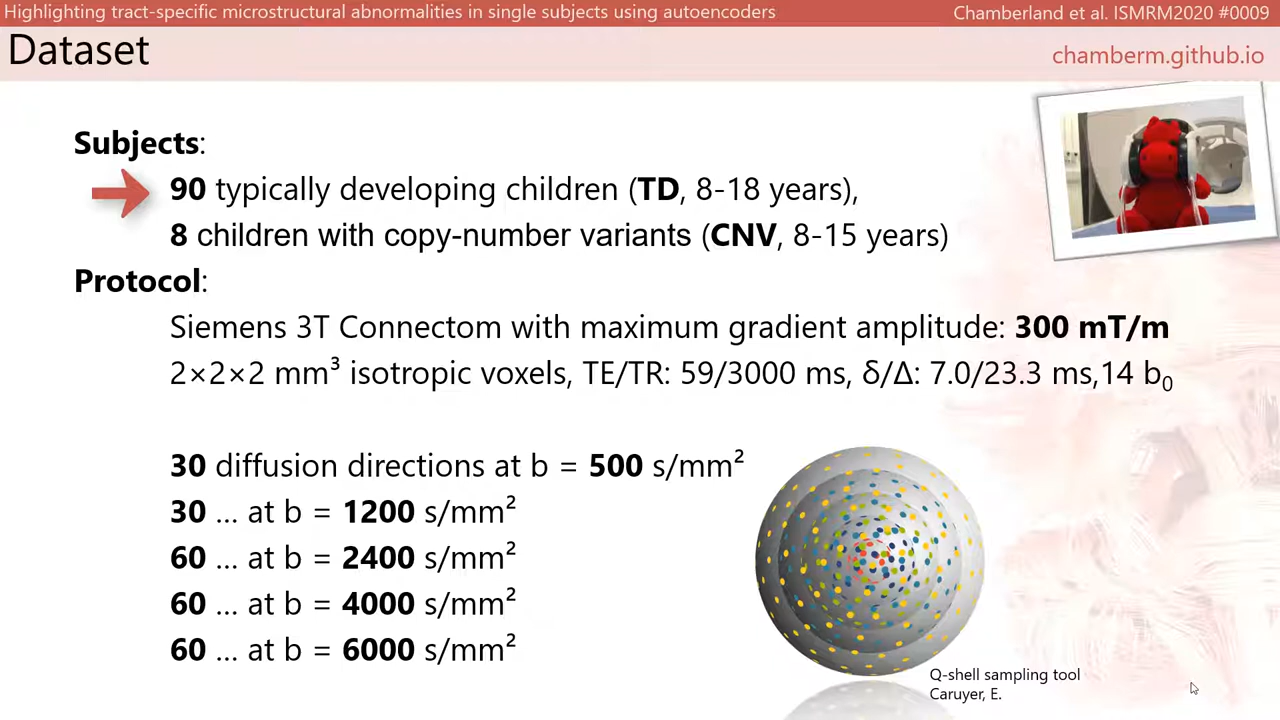 Highlighting tract-specific microstructural abnormalities in single subjects using autoencoders
Chamberland et al. ISMRM2020 #0009
Dataset
chamberm.github.io
Subjects:
90 typically developing children (TD, 8-18 years),
8 children with copy-number variants (CNV, 8-15 years)
Protocol:
Siemens 3T Connectom with maximum gradient amplitude: 300 mT/m
2×2×2 mm³ isotropic voxels, TE/TR: 59/3000 ms, δ/Δ: 7.0/23.3 ms,14 b₀
30 diffusion directions at b = 500 s/mm²
30 ... at b = 1200 s/mm²
60 ... at b = 2400 s/mm²
60 ... at b = 4000 s/mm²
60 ... at b = 6000 s/mm²
Q-shell sampling tool
Caruyer, E.